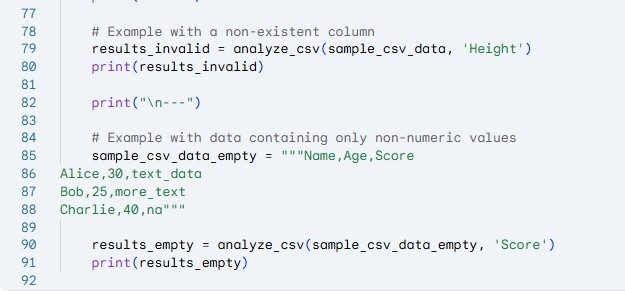 77
78 # Example with a non-existent column
79 results_invalid = analyze_csv(sample_csv_data, 'Height')
80 print(results_invalid)
81
82 print("\n---")
83
84 # Example with data containing only non-numeric values
85 sample_csv_data_empty = """Name,Age,Score
86 Alice,30,text_data
87 Bob,25,more_text
88 Charlie,40,na"""
89
90 results_empty = analyze_csv(sample_csv_data_empty, 'Score')
91 print(results_empty)
92